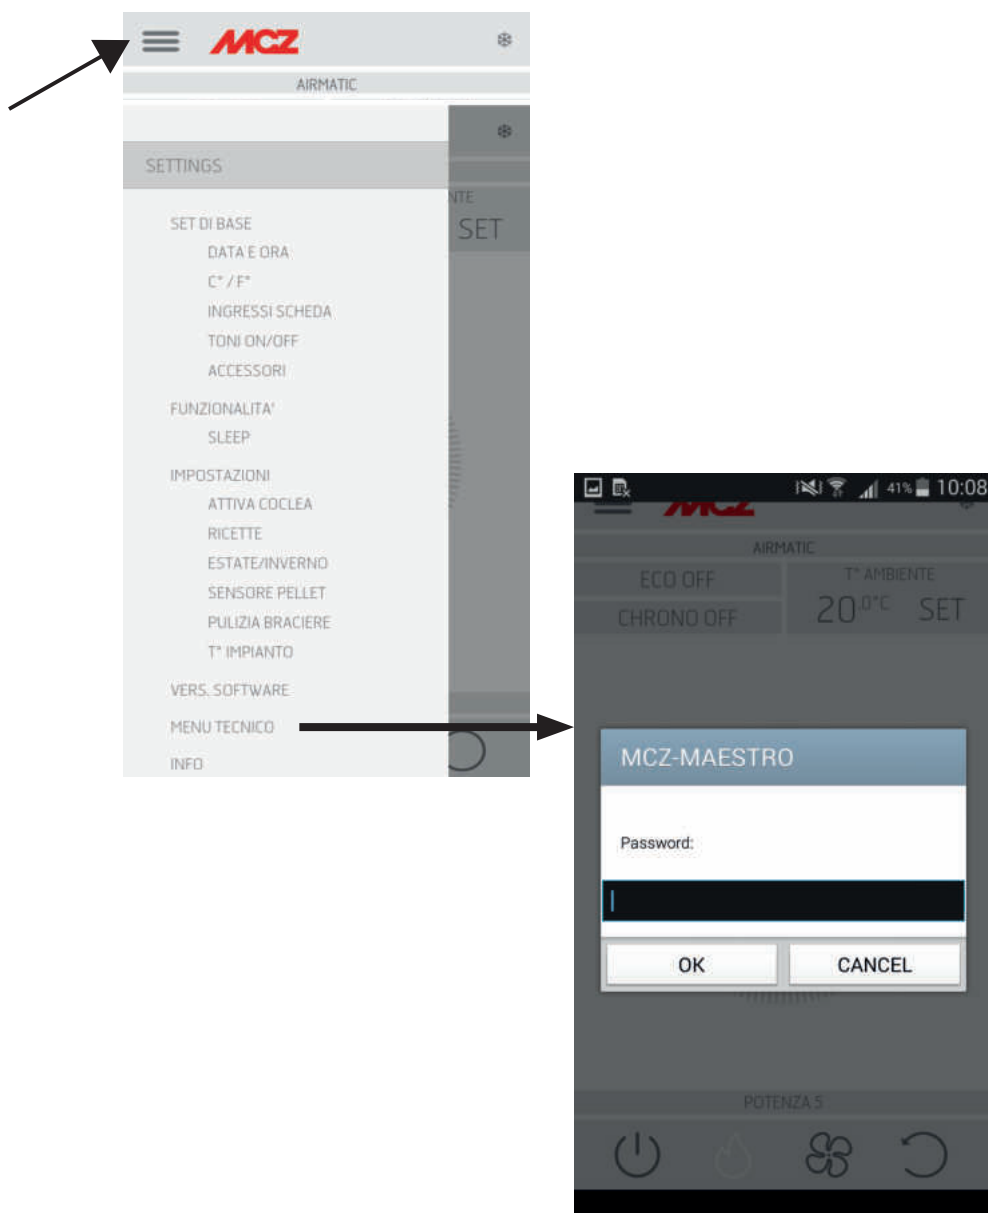 MCZ
AIRMATIC
SETTINGS
NTE
SET
SET DI BASE
DATA E ORA
C° / F°
INGRESSI SCHEDA
TONI ON/OFF
ACCESSORI
FUNZIONALITA'
SLEEP
IMPOSTAZIONI
ATTIVA COCLEA
RICETTE
ESTATE/INVERNO
SENSORE PELLET
PULIZIA BRACIERE
T° IMPIANTO
VERS. SOFTWARE
MENU TECNICO
INFO
41% 10:08
MCZ
AIRMATIC
ECO OFF
T° AMBIENTE
CHRONO OFF
20.0°C SET
MCZ-MAESTRO
Password:
OK CANCEL
POTENZA 5